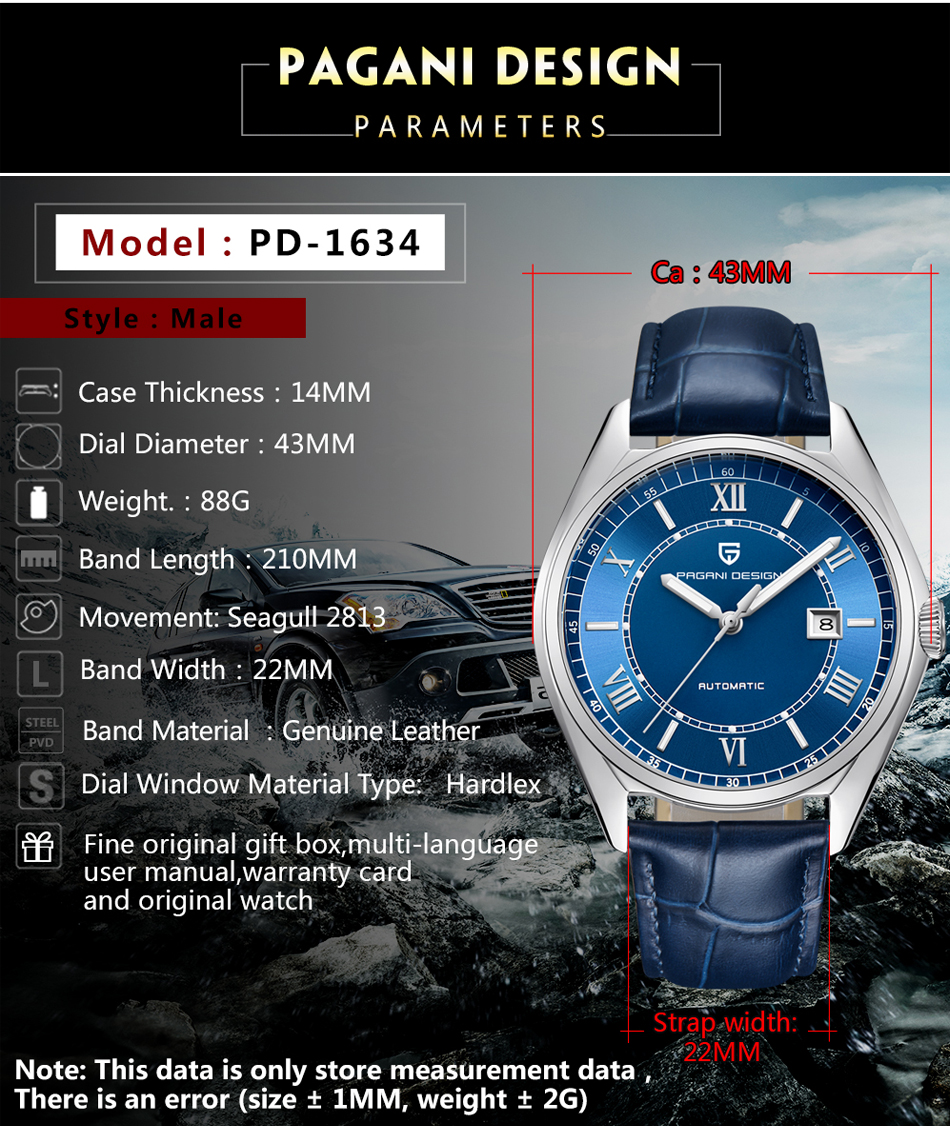 PAGANI DESIGN
PARAMETERS
Model : PD-1634
Style : Male
Ca : 43MM
Case Thickness : 14MM
Dial Diameter : 43MM
Weight. : 88G
Band Length : 210MM
Movement: Seagull 2813
L
Band Width : 22MM
STEEL
PVD
Band Material : Genuine Leather
S
Dial Window Material Type: Hardlex
Fine original gift box,multi-language
user manual,warranty card
and original watch
60
5
10
15
20
25
30
35
40
45
50
55
XII
II
III
VI
VIII
X
PAGANI DESIGN
8
AUTOMATIC
Strap width:
22MM
Note: This data is only store measurement data ,
There is an error (size ± 1MM, weight ± 2G)